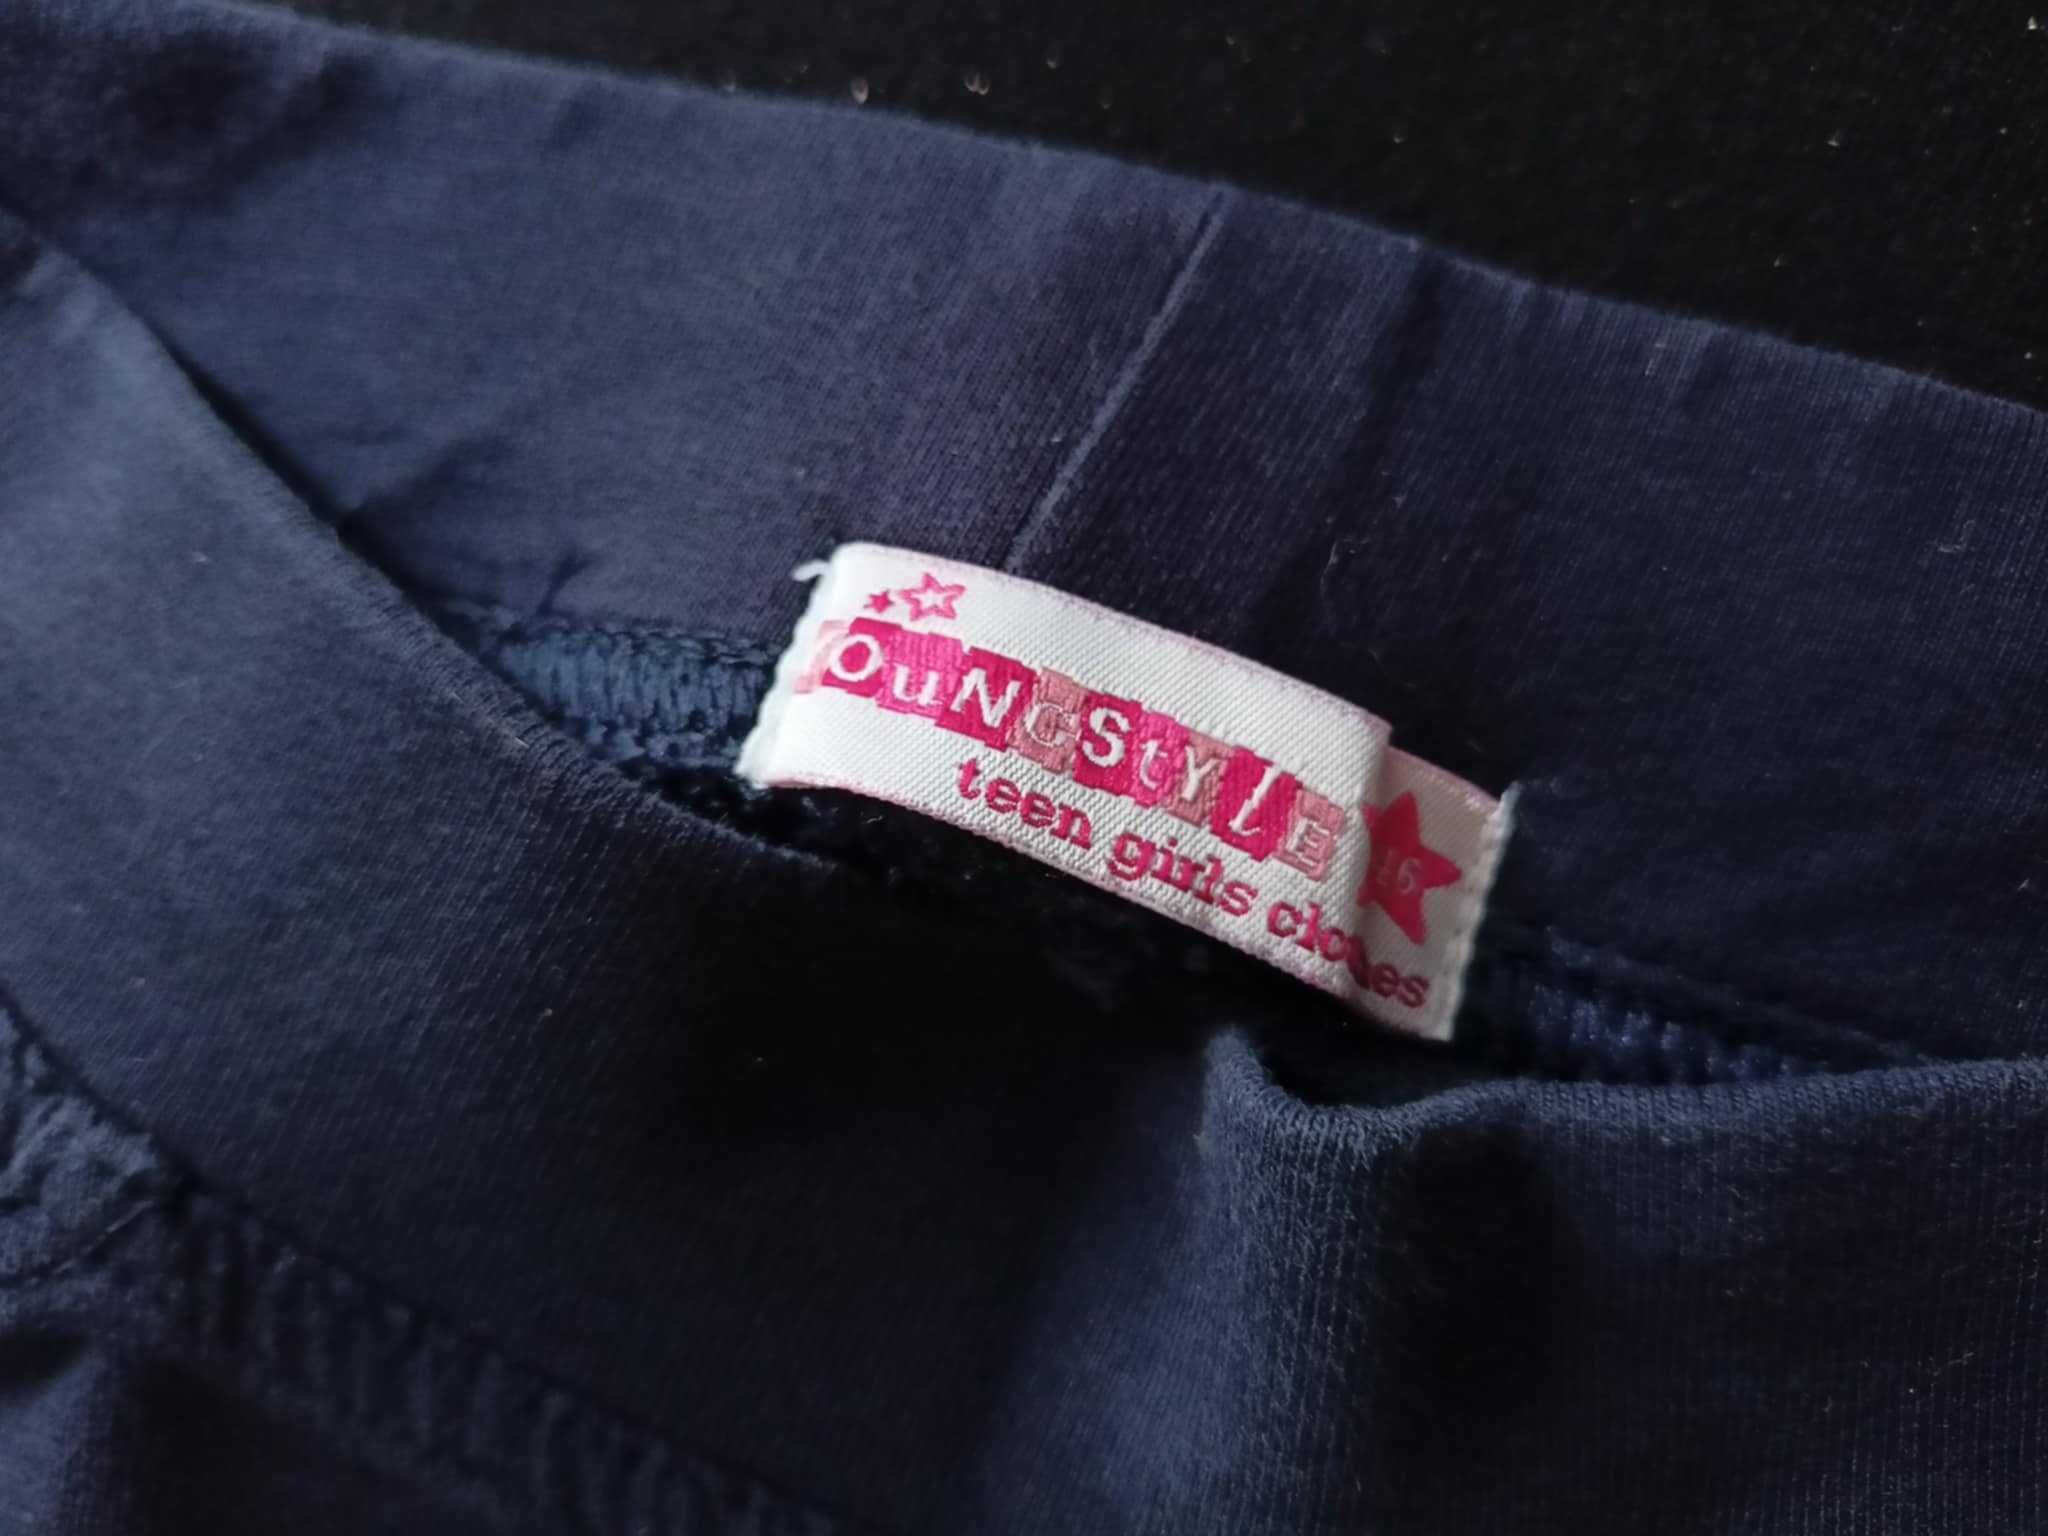 OuNGStYLE
teen girls clothes
16